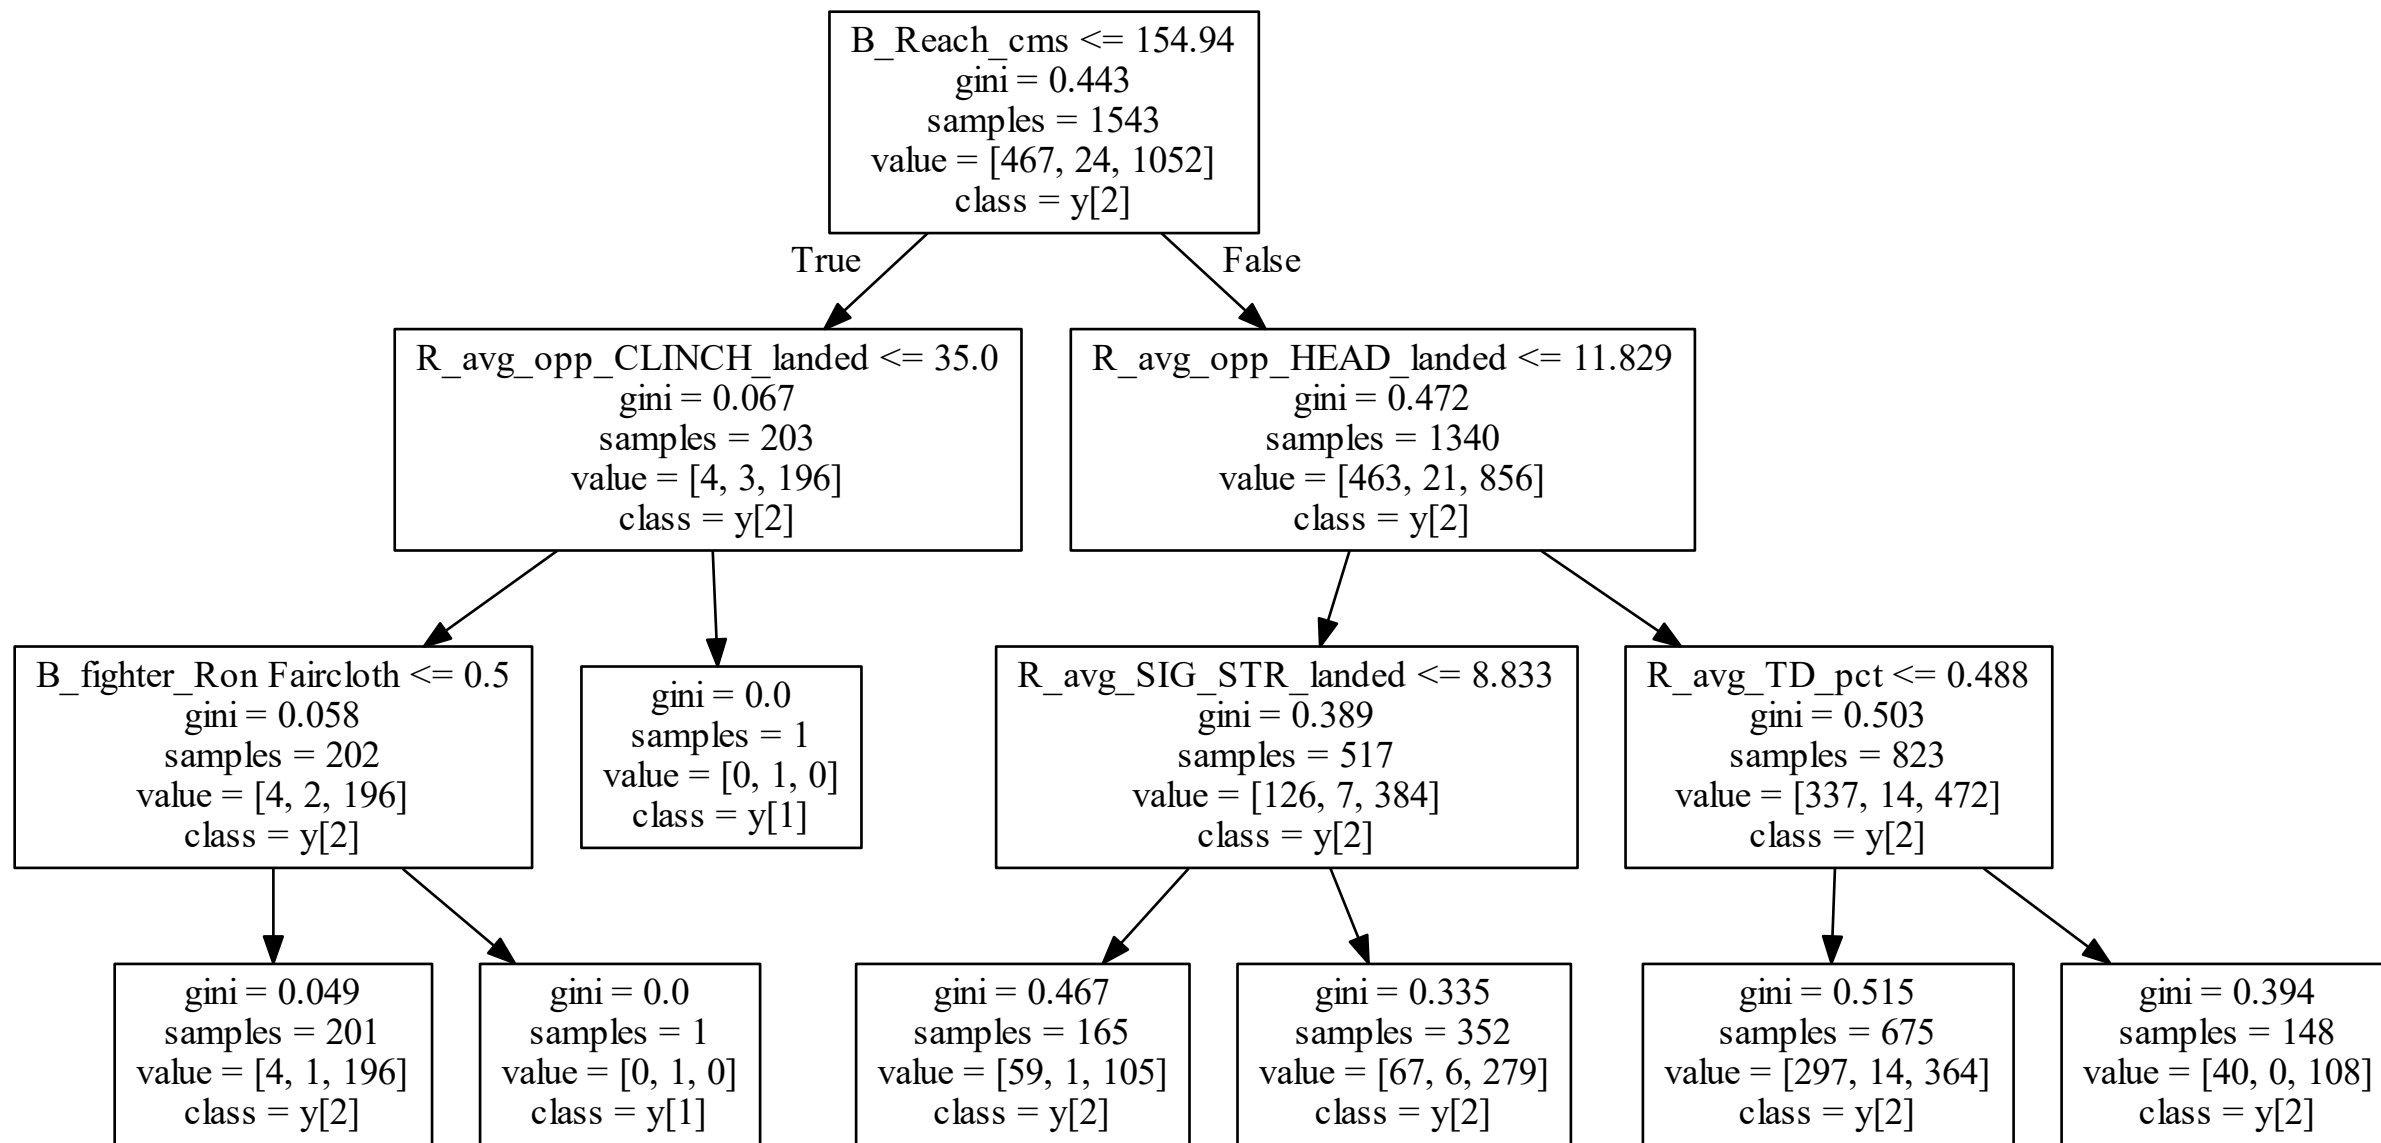 B_Reach_cms <= 154.94
gini = 0.443
samples = 1543
value = [467, 24, 1052]
class = y[2]
True
False
R_avg_opp_CLINCH_landed <= 35.0
gini = 0.067
samples = 203
value = [4, 3, 196]
class = y[2]
R_avg_opp_HEAD_landed <= 11.829
gini = 0.472
samples = 1340
value = [463, 21, 856]
class = y[2]
B_fighter_Ron Faircloth <= 0.5
gini = 0.058
samples = 202
value = [4, 2, 196]
class = y[2]
gini = 0.0
samples = 1
value = [0, 1, 0]
class = y[1]
R_avg_SIG_STR_landed <= 8.833
gini = 0.389
samples = 517
value = [126, 7, 384]
class = y[2]
R_avg_TD_pct <= 0.488
gini = 0.503
samples = 823
value = [337, 14, 472]
class = y[2]
gini = 0.049
samples = 201
value = [4, 1, 196]
class = y[2]
gini = 0.0
samples = 1
value = [0, 1, 0]
class = y[1]
gini = 0.467
samples = 165
value = [59, 1, 105]
class = y[2]
gini = 0.335
samples = 352
value = [67, 6, 279]
class = y[2]
gini = 0.515
samples = 675
value = [297, 14, 364]
class = y[2]
gini = 0.394
samples = 148
value = [40, 0, 108]
class = y[2]